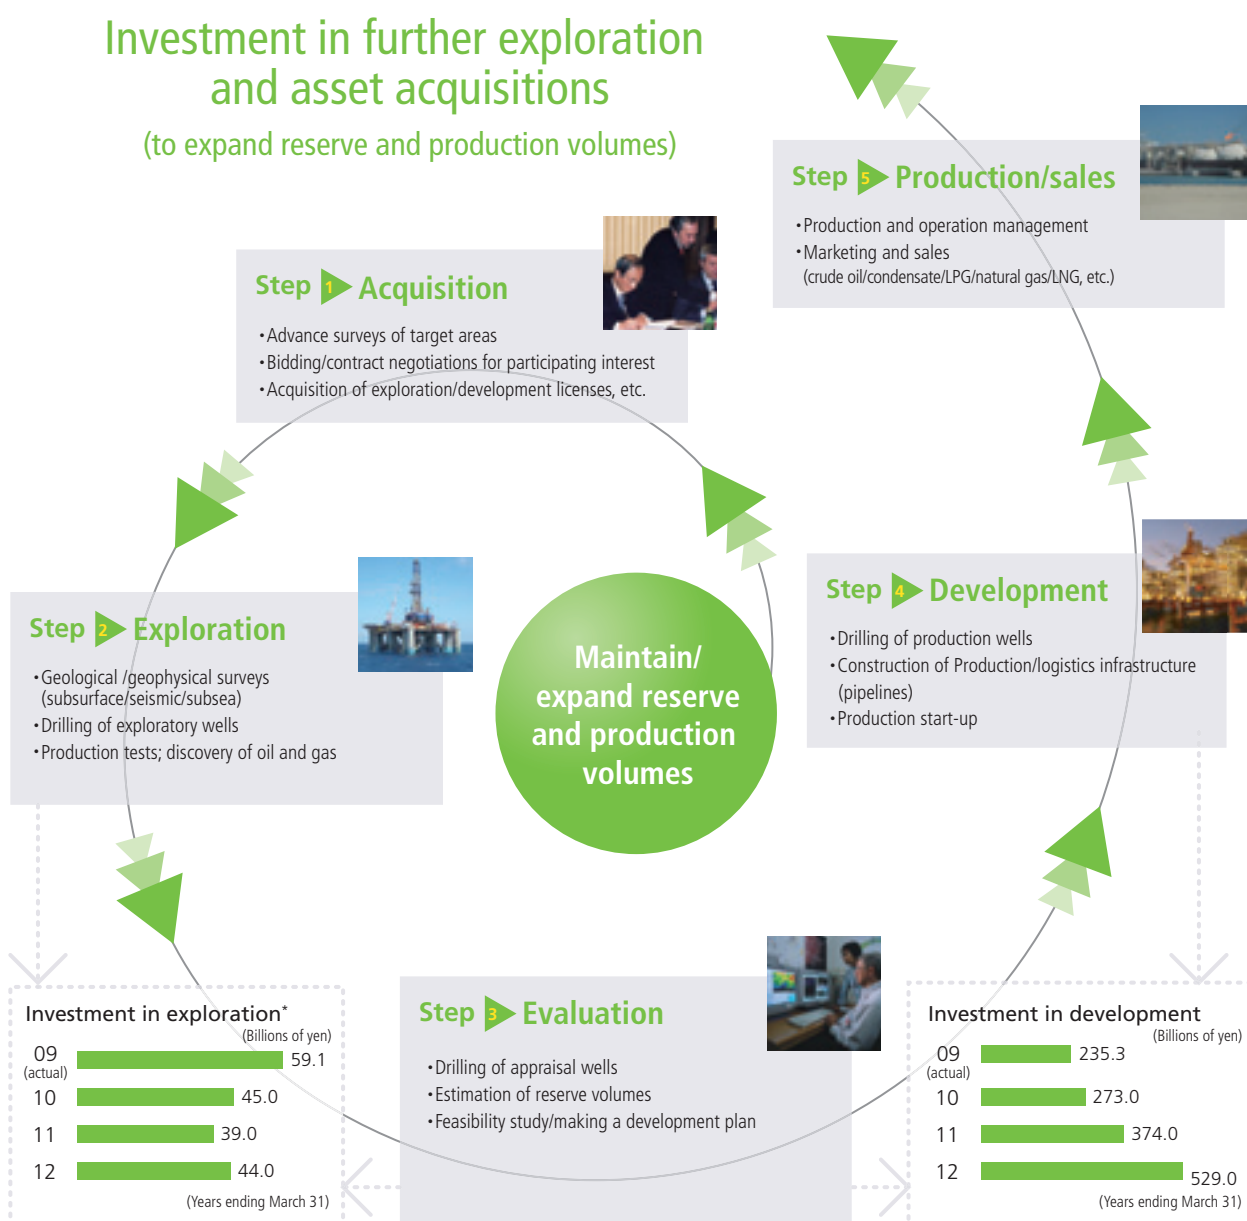 Investment in further exploration
and asset acquisitions
(to expand reserve and production volumes)
Step 1 Acquisition
・Advance surveys of target areas
・Bidding/contract negotiations for participating interest
・Acquisition of exploration/development licenses, etc.
Step 2 Exploration
・Geological /geophysical surveys
(subsurface/seismic/subsea)
・Drilling of exploratory wells
・Production tests; discovery of oil and gas
Maintain/
expand reserve
and production
volumes
Step 3 Evaluation
・Drilling of appraisal wells
・Estimation of reserve volumes
・Feasibility study/making a development plan
Step 4 Development
・Drilling of production wells
・Construction of Production/logistics infrastructure
(pipelines)
・Production start-up
Step 5 Production/sales
・Production and operation management
・Marketing and sales
(crude oil/condensate/LPG/natural gas/LNG, etc.)
Investment in exploration*
(Billions of yen)
09 59.1
(actual)
10 45.0
11 39.0
12 44.0
(Years ending March 31)
Investment in development
(Billions of yen)
09 235.3
(actual)
10 273.0
11 374.0
12 529.0
(Years ending March 31)